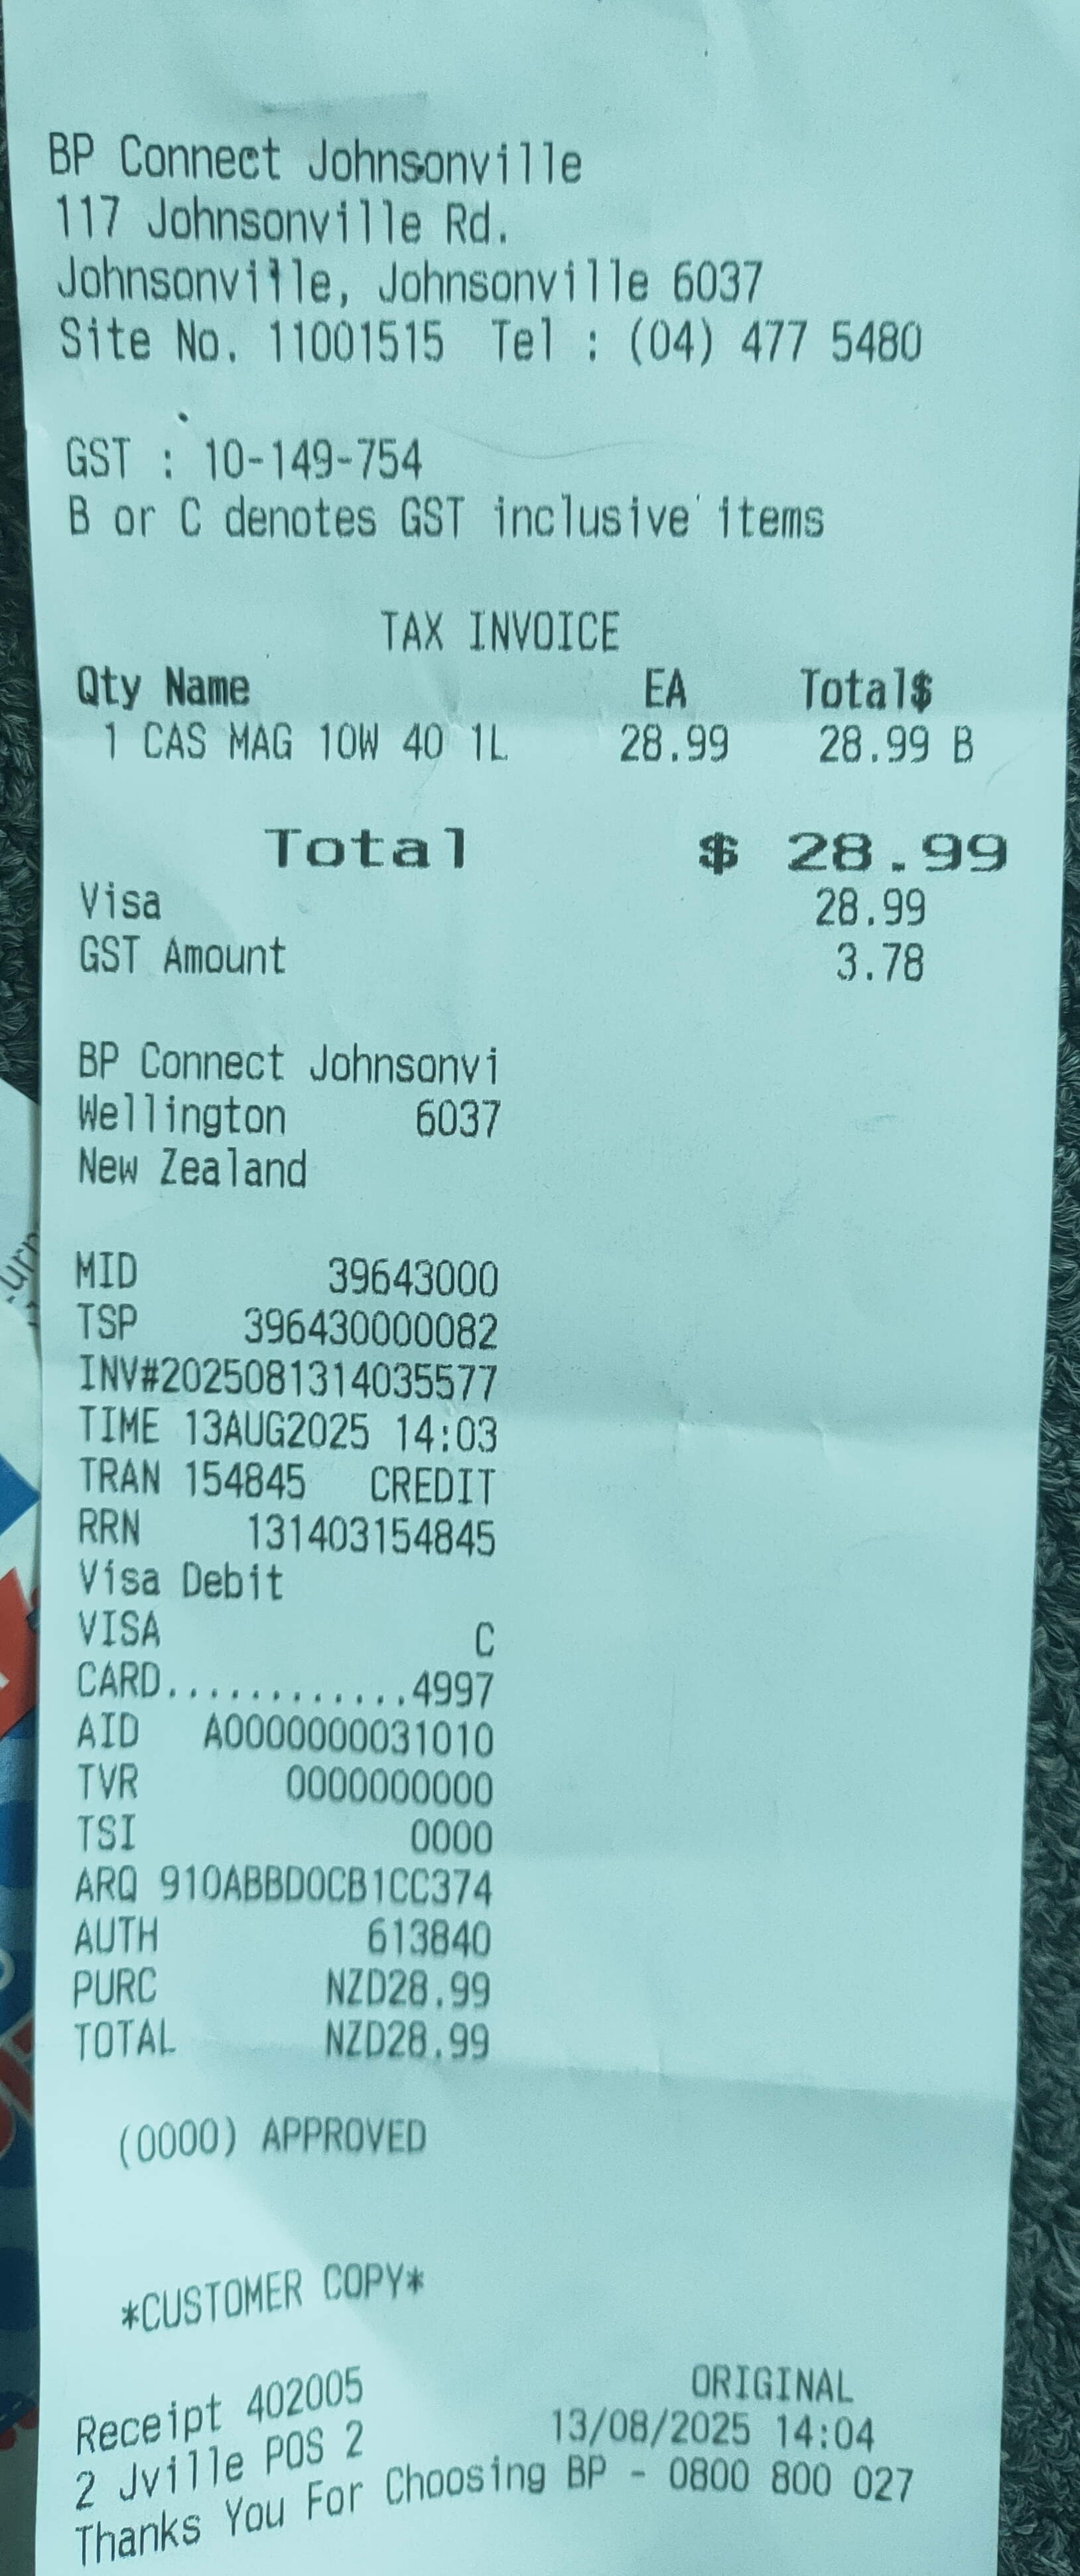 BP Connect Johnsonville
117 Johnsonville Rd.
Johnsonville, Johnsonville 6037
Site No. 11001515 Tel : (04) 477 5480
GST : 10-149-754
B or C denotes GST inclusive items
TAX INVOICE
Qty Name EA Total$
1 CAS MAG 10W 40 1L 28.99 28.99 B
Total $ 28.99
Visa 28.99
GST Amount 3.78
BP Connect Johnsonvi
Wellington 6037
New Zealand
MID 39643000
TSP 396430000082
INV#2025081314035577
TIME 13AUG2025 14:03
TRAN 154845 CREDIT
RRN 131403154845
Visa Debit
VISA C
CARD............4997
AID A0000000031010
TVR 0000000000
TSI 0000
ARQ 910ABBD0CB1CC374
AUTH 613840
PURC NZD28.99
TOTAL NZD28.99
(0000) APPROVED
*CUSTOMER COPY*
Receipt 402005 ORIGINAL
2 Jville POS 2 13/08/2025 14:04
Thanks You For Choosing BP - 0800 800 027